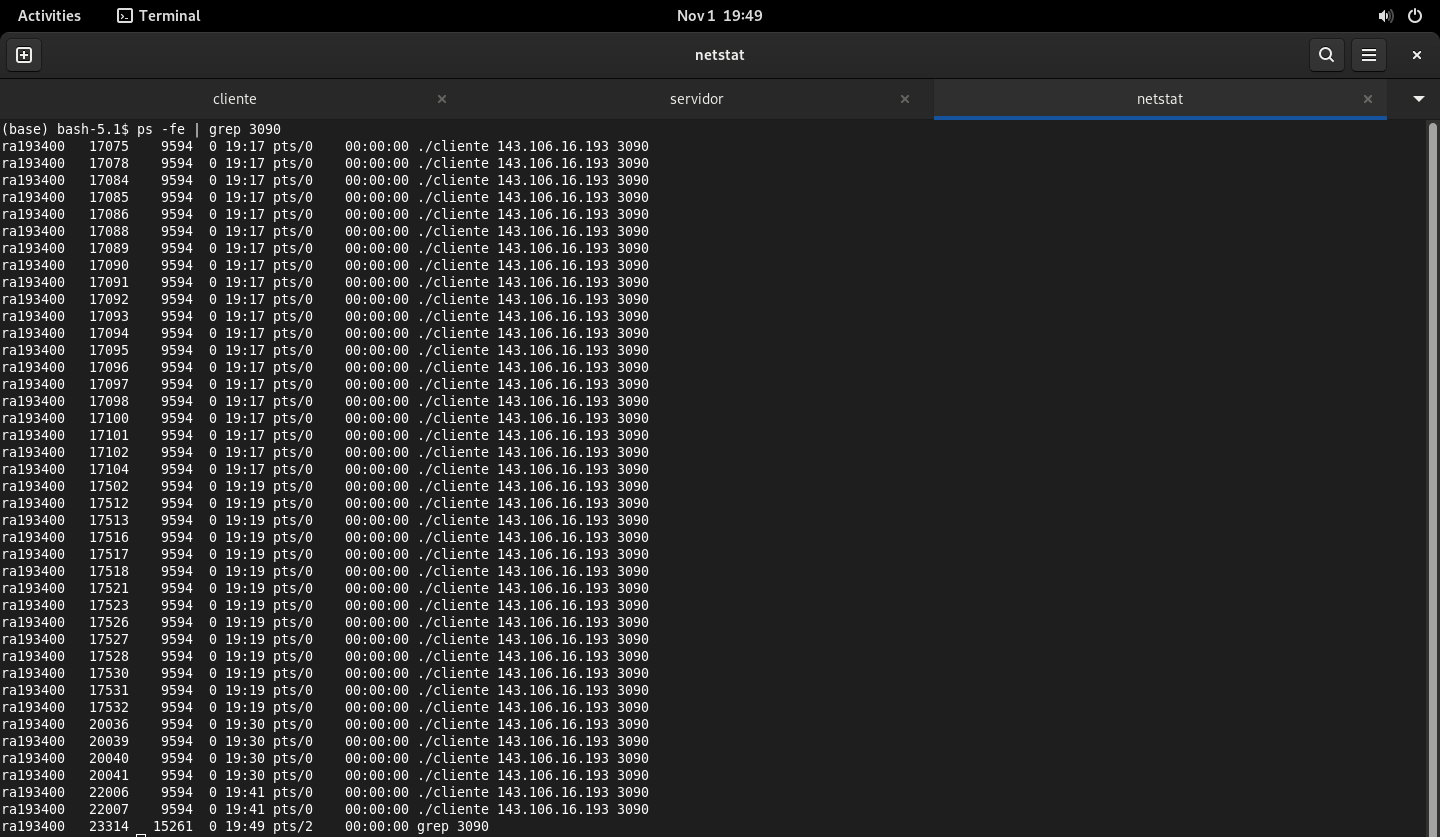 Activities Terminal Nov 1 19:49
netstat
cliente servidor netstat
(base) bash-5.1$ ps -fe | grep 3090
ra193400   17075    9594  0 19:17 pts/0    00:00:00 ./cliente 143.106.16.193 3090
ra193400   17078    9594  0 19:17 pts/0    00:00:00 ./cliente 143.106.16.193 3090
ra193400   17084    9594  0 19:17 pts/0    00:00:00 ./cliente 143.106.16.193 3090
ra193400   17085    9594  0 19:17 pts/0    00:00:00 ./cliente 143.106.16.193 3090
ra193400   17086    9594  0 19:17 pts/0    00:00:00 ./cliente 143.106.16.193 3090
ra193400   17088    9594  0 19:17 pts/0    00:00:00 ./cliente 143.106.16.193 3090
ra193400   17089    9594  0 19:17 pts/0    00:00:00 ./cliente 143.106.16.193 3090
ra193400   17090    9594  0 19:17 pts/0    00:00:00 ./cliente 143.106.16.193 3090
ra193400   17091    9594  0 19:17 pts/0    00:00:00 ./cliente 143.106.16.193 3090
ra193400   17092    9594  0 19:17 pts/0    00:00:00 ./cliente 143.106.16.193 3090
ra193400   17093    9594  0 19:17 pts/0    00:00:00 ./cliente 143.106.16.193 3090
ra193400   17094    9594  0 19:17 pts/0    00:00:00 ./cliente 143.106.16.193 3090
ra193400   17095    9594  0 19:17 pts/0    00:00:00 ./cliente 143.106.16.193 3090
ra193400   17096    9594  0 19:17 pts/0    00:00:00 ./cliente 143.106.16.193 3090
ra193400   17097    9594  0 19:17 pts/0    00:00:00 ./cliente 143.106.16.193 3090
ra193400   17098    9594  0 19:17 pts/0    00:00:00 ./cliente 143.106.16.193 3090
ra193400   17100    9594  0 19:17 pts/0    00:00:00 ./cliente 143.106.16.193 3090
ra193400   17101    9594  0 19:17 pts/0    00:00:00 ./cliente 143.106.16.193 3090
ra193400   17102    9594  0 19:17 pts/0    00:00:00 ./cliente 143.106.16.193 3090
ra193400   17104    9594  0 19:17 pts/0    00:00:00 ./cliente 143.106.16.193 3090
ra193400   17502    9594  0 19:19 pts/0    00:00:00 ./cliente 143.106.16.193 3090
ra193400   17512    9594  0 19:19 pts/0    00:00:00 ./cliente 143.106.16.193 3090
ra193400   17513    9594  0 19:19 pts/0    00:00:00 ./cliente 143.106.16.193 3090
ra193400   17516    9594  0 19:19 pts/0    00:00:00 ./cliente 143.106.16.193 3090
ra193400   17517    9594  0 19:19 pts/0    00:00:00 ./cliente 143.106.16.193 3090
ra193400   17518    9594  0 19:19 pts/0    00:00:00 ./cliente 143.106.16.193 3090
ra193400   17521    9594  0 19:19 pts/0    00:00:00 ./cliente 143.106.16.193 3090
ra193400   17523    9594  0 19:19 pts/0    00:00:00 ./cliente 143.106.16.193 3090
ra193400   17526    9594  0 19:19 pts/0    00:00:00 ./cliente 143.106.16.193 3090
ra193400   17527    9594  0 19:19 pts/0    00:00:00 ./cliente 143.106.16.193 3090
ra193400   17528    9594  0 19:19 pts/0    00:00:00 ./cliente 143.106.16.193 3090
ra193400   17530    9594  0 19:19 pts/0    00:00:00 ./cliente 143.106.16.193 3090
ra193400   17531    9594  0 19:19 pts/0    00:00:00 ./cliente 143.106.16.193 3090
ra193400   17532    9594  0 19:19 pts/0    00:00:00 ./cliente 143.106.16.193 3090
ra193400   20036    9594  0 19:30 pts/0    00:00:00 ./cliente 143.106.16.193 3090
ra193400   20039    9594  0 19:30 pts/0    00:00:00 ./cliente 143.106.16.193 3090
ra193400   20040    9594  0 19:30 pts/0    00:00:00 ./cliente 143.106.16.193 3090
ra193400   20041    9594  0 19:30 pts/0    00:00:00 ./cliente 143.106.16.193 3090
ra193400   22006    9594  0 19:41 pts/0    00:00:00 ./cliente 143.106.16.193 3090
ra193400   22007    9594  0 19:41 pts/0    00:00:00 ./cliente 143.106.16.193 3090
ra193400   23314   15261  0 19:49 pts/2    00:00:00 grep 3090